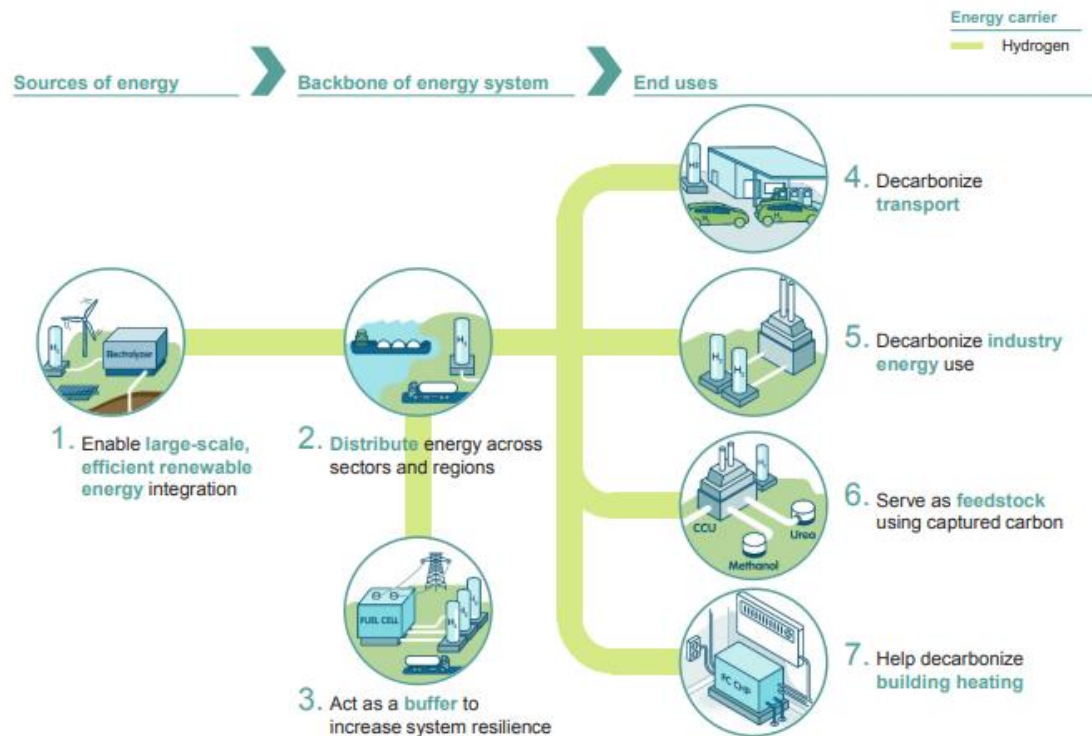 Energy carrier
Hydrogen
Sources of energy
Backbone of energy system
End uses
H₂
Electrolyzer
1. Enable large-scale,
efficient renewable
energy integration
H₂
2. Distribute energy across
sectors and regions
FUEL CELL
H₂
3. Act as a buffer to
increase system resilience
4. Decarbonize
transport
H₂
H₂
5. Decarbonize industry
energy use
CCU
Urea
Methanol
6. Serve as feedstock
using captured carbon
FC CHP
7. Help decarbonize
building heating